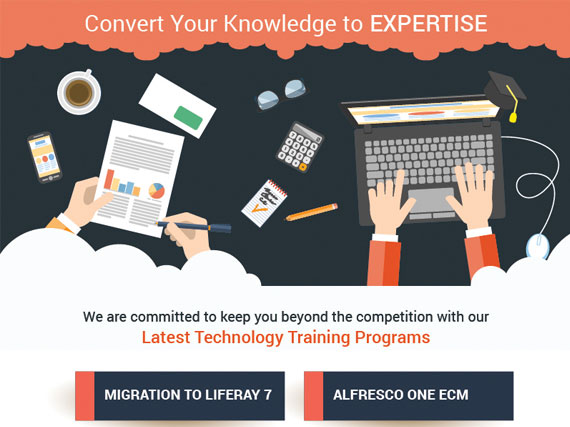 Convert Your Knowledge to EXPERTISE
We are committed to keep you beyond the competition with our
Latest Technology Training Programs
MIGRATION TO LIFERAY 7
ALFRESCO ONE ECM